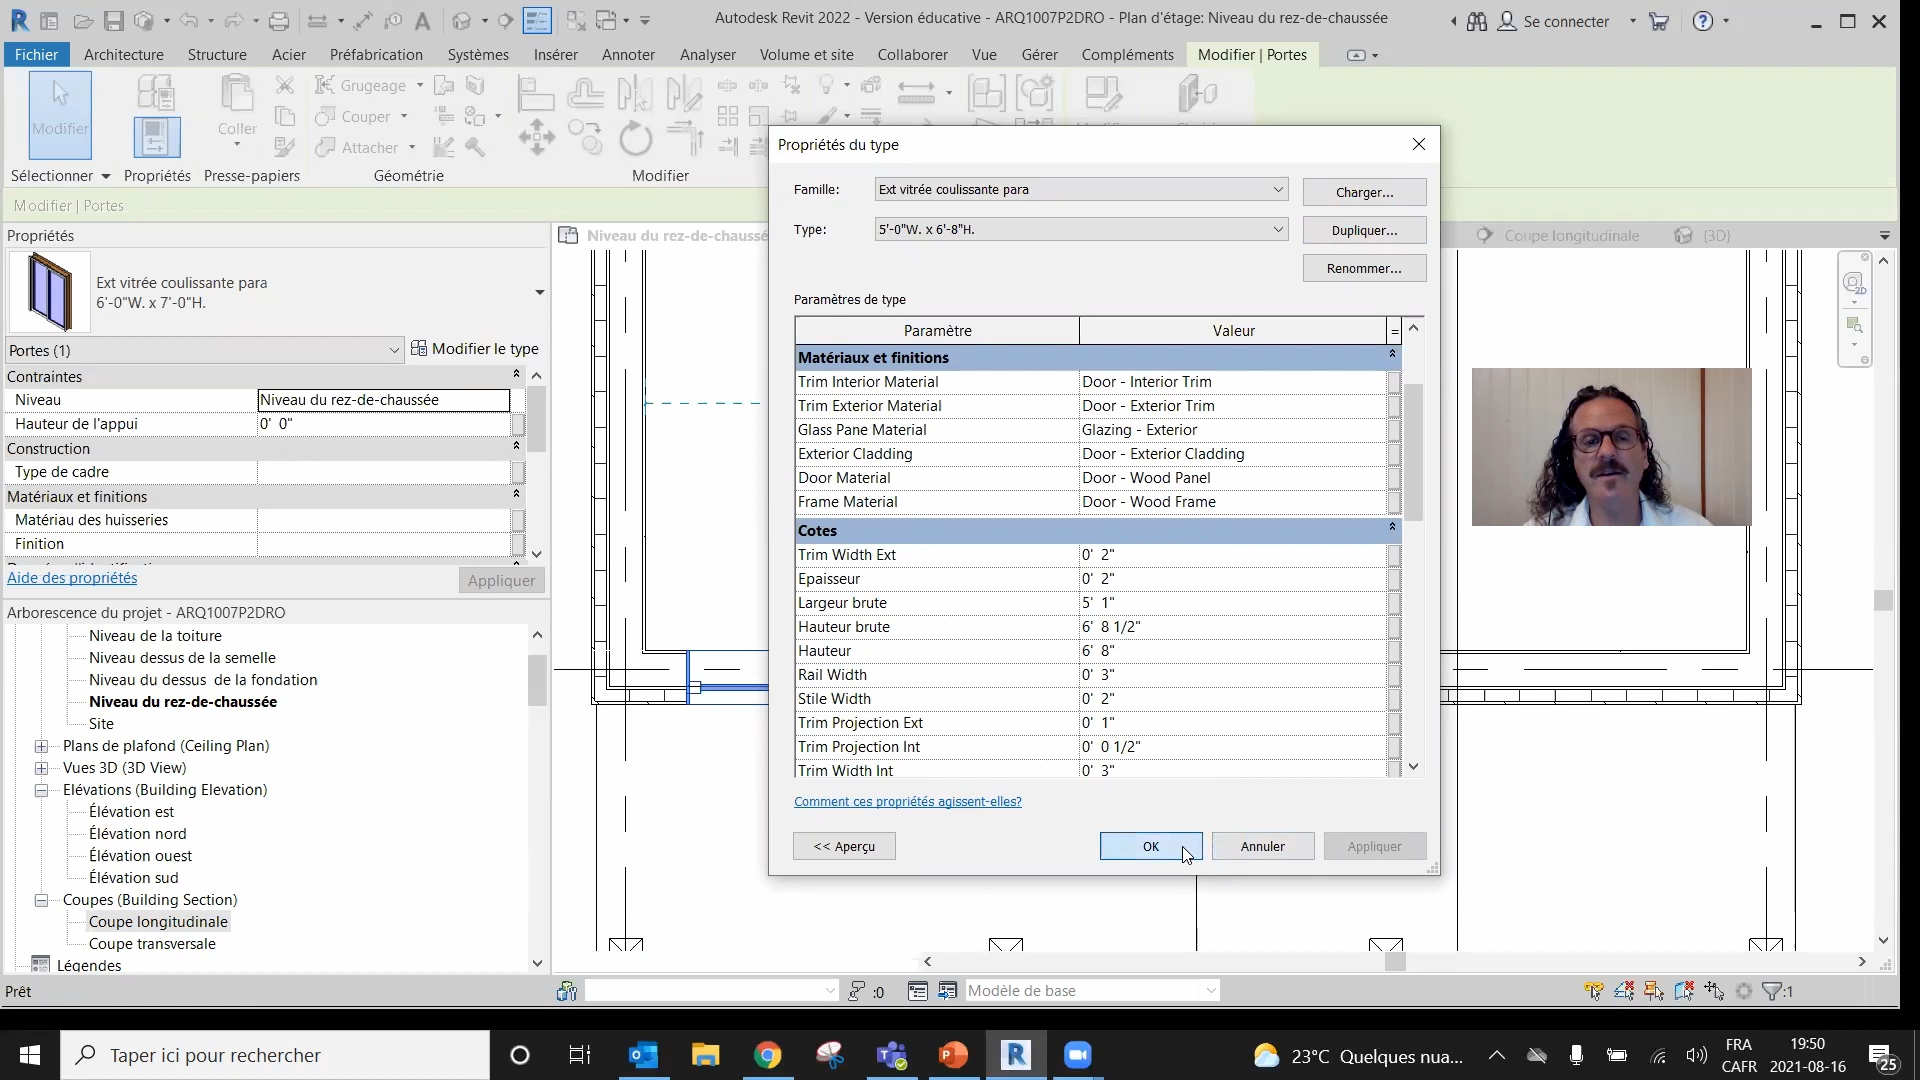 Autodesk Revit 2022 - Version éducative - ARQ1007P2DRO - Plan d'étage: Niveau du rez-de-chaussée
Se connecter
Fichier Architecture Structure Acier Préfabrication Systèmes Insérer Annoter Analyser Volume et site Collaborer Vue Gérer Compléments Modifier | Portes
Modifier
Coller
Grugeage
Couper
Attacher
Sélectionner Propriétés Presse-papiers Géométrie Modifier
Modifier | Portes
Propriétés
Ext vitrée coulissante para
6'-0"W. x 7'-0"H.
Portes (1)
Modifier le type
Contraintes
Niveau Niveau du rez-de-chaussée
Hauteur de l'appui 0' 0"
Construction
Type de cadre
Matériaux et finitions
Matériau des huisseries
Finition
Aide des propriétés
Appliquer
Arborescence du projet - ARQ1007P2DRO
Niveau de la toiture
Niveau dessus de la semelle
Niveau du dessus de la fondation
Niveau du rez-de-chaussée
Site
Plans de plafond (Ceiling Plan)
Vues 3D (3D View)
Elévations (Building Elevation)
Élévation est
Élévation nord
Élévation ouest
Élévation sud
Coupes (Building Section)
Coupe longitudinale
Coupe transversale
Légendes
Niveau du rez-de-chaussé
Coupe longitudinale
(3D)
2D
Propriétés du type
Famille: Ext vitrée coulissante para
Charger...
Type: 5'-0"W. x 6'-8"H.
Dupliquer...
Renommer...
Paramètres de type
Paramètre Valeur =
Matériaux et finitions
Trim Interior Material Door - Interior Trim
Trim Exterior Material Door - Exterior Trim
Glass Pane Material Glazing - Exterior
Exterior Cladding Door - Exterior Cladding
Door Material Door - Wood Panel
Frame Material Door - Wood Frame
Cotes
Trim Width Ext 0' 2"
Epaisseur 0' 2"
Largeur brute 5' 1"
Hauteur brute 6' 8 1/2"
Hauteur 6' 8"
Rail Width 0' 3"
Stile Width 0' 2"
Trim Projection Ext 0' 1"
Trim Projection Int 0' 0 1/2"
Trim Width Int 0' 3"
Comment ces propriétés agissent-elles?
<< Aperçu
OK
Annuler
Appliquer
Prêt
:0
Modèle de base
:1
Taper ici pour rechercher
23°C Quelques nua...
FRA
CAFR
19:50
2021-08-16
25